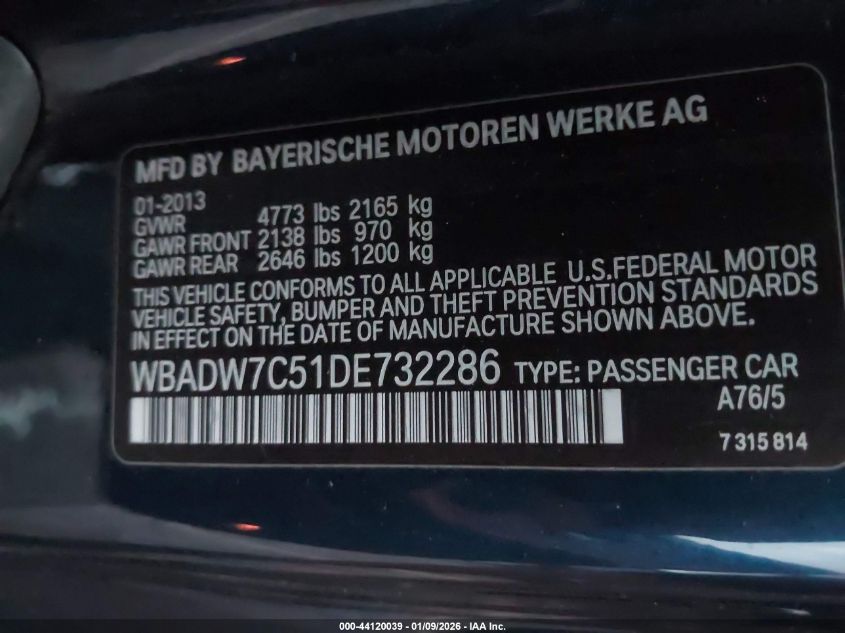 MFD BY BAYERISCHE MOTOREN WERKE AG
01-2013
GVWR 4773 lbs 2165 kg
GAWR FRONT 2138 lbs 970 kg
GAWR REAR 2646 lbs 1200 kg
THIS VEHICLE CONFORMS TO ALL APPLICABLE U.S.FEDERAL MOTOR
VEHICLE SAFETY, BUMPER AND THEFT PREVENTION STANDARDS
IN EFFECT ON THE DATE OF MANUFACTURE SHOWN ABOVE.
WBADW7C51DE732286 TYPE: PASSENGER CAR
A76/5
7 315 814
000-44120039 - 01/09/2026 - IAA Inc.